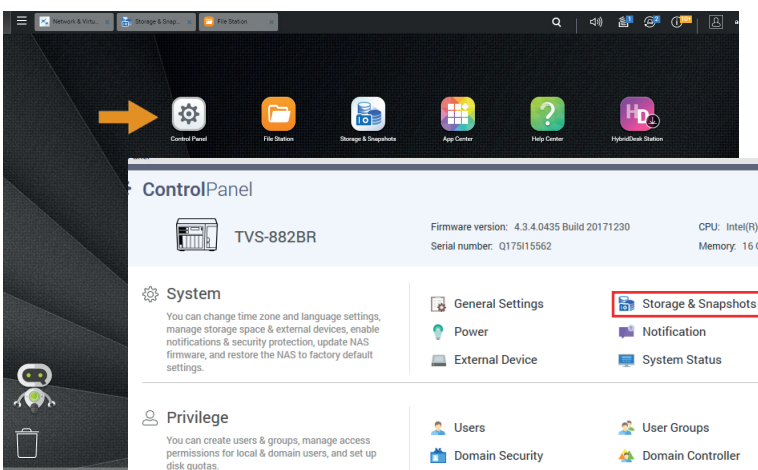 Network & Virtu...
Storage & Snap...
File Station
10+
Control Panel
File Station
Storage & Snapshots
App Center
Help Center
HybridDesk Station
HD
ControlPanel
TVS-882BR
Firmware version: 4.3.4.0435 Build 20171230
CPU: Intel(R)
Serial number: Q175I15562
Memory: 16 G
System
You can change time zone and language settings,
manage storage space & external devices, enable
notifications & security protection, update NAS
firmware, and restore the NAS to factory default
settings.
General Settings
Storage & Snapshots
Power
Notification
External Device
System Status
Privilege
You can create users & groups, manage access
permissions for local & domain users, and set up
disk quotas.
Users
User Groups
Domain Security
Domain Controller